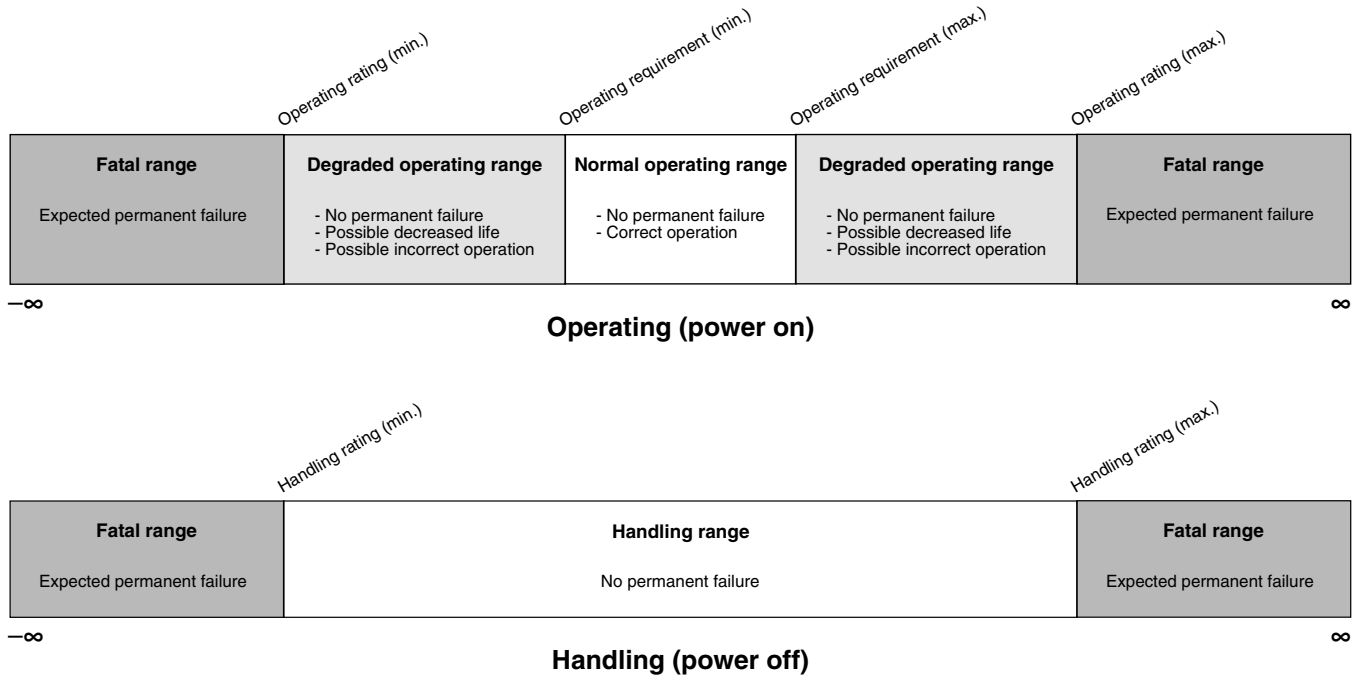 Operating rating (min.)
Operating requirement (min.)
Operating requirement (max.)
Operating rating (max.)
Fatal range
Expected permanent failure
Degraded operating range
- No permanent failure
- Possible decreased life
- Possible incorrect operation
Normal operating range
- No permanent failure
- Correct operation
Degraded operating range
- No permanent failure
- Possible decreased life
- Possible incorrect operation
Fatal range
Expected permanent failure
−∞
∞
Operating (power on)
Handling rating (min.)
Handling rating (max.)
Fatal range
Expected permanent failure
Handling range
No permanent failure
Fatal range
Expected permanent failure
−∞
∞
Handling (power off)